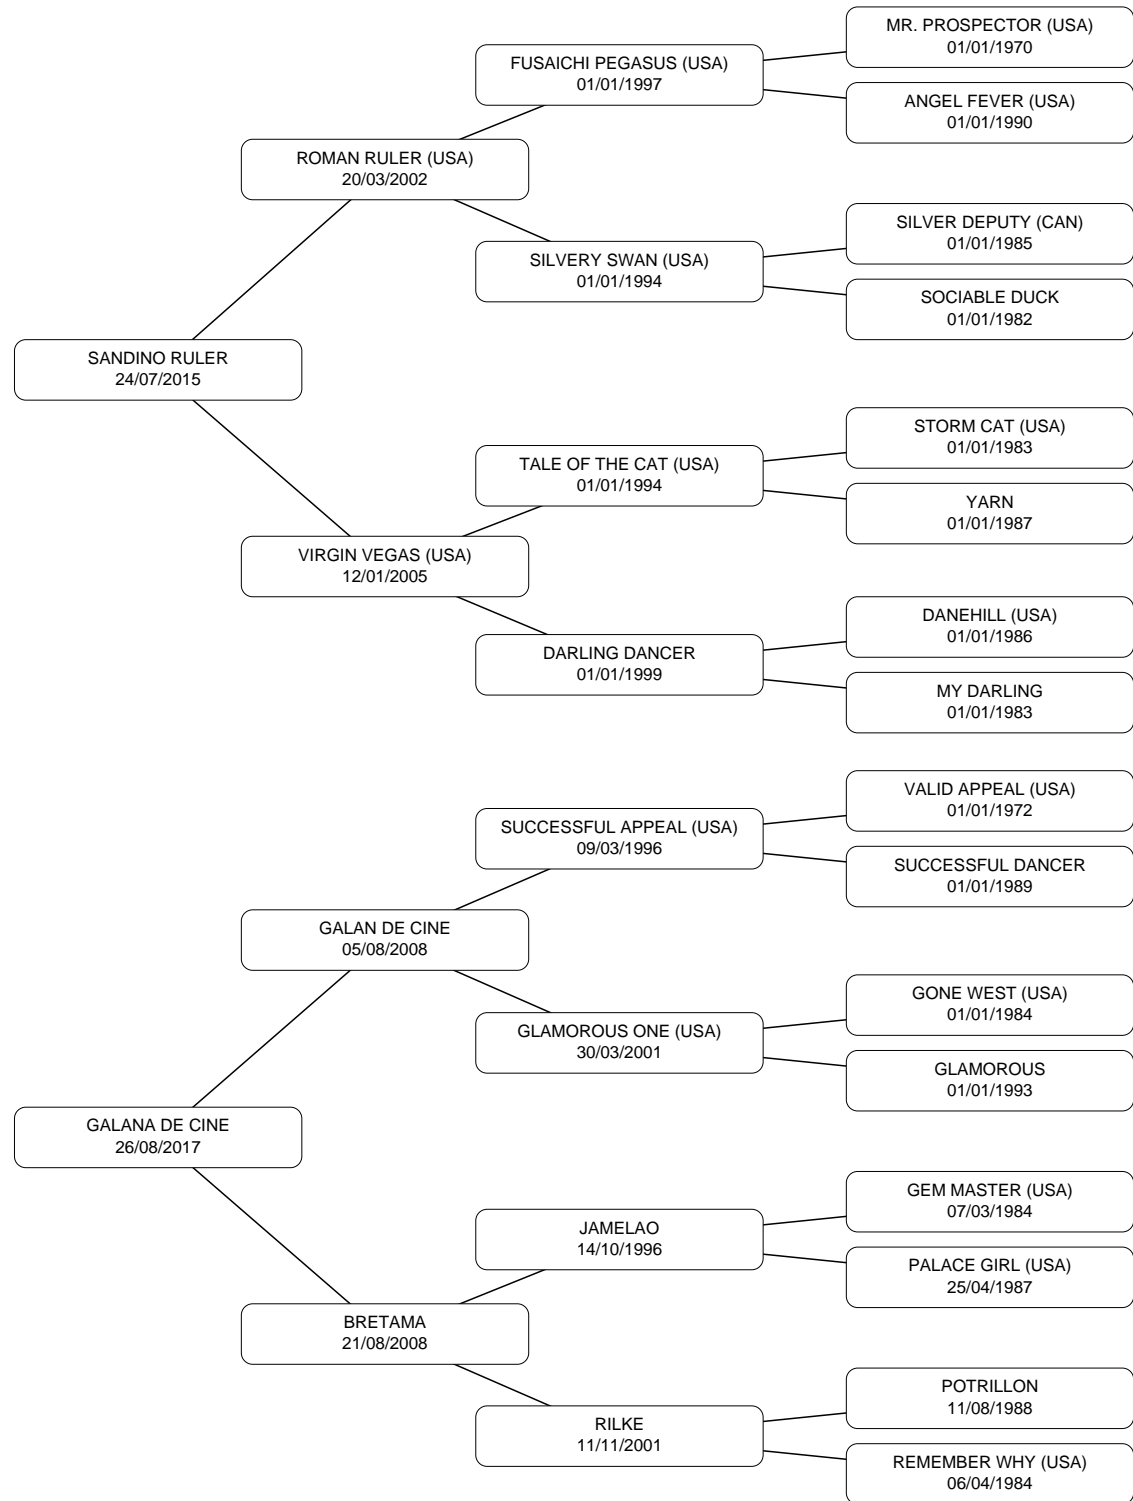 MR. PROSPECTOR (USA)
01/01/1970
FUSAICHI PEGASUS (USA)
01/01/1997
ANGEL FEVER (USA)
01/01/1990
ROMAN RULER (USA)
20/03/2002
SILVER DEPUTY (CAN)
01/01/1985
SILVERY SWAN (USA)
01/01/1994
SOCIABLE DUCK
01/01/1982
SANDINO RULER
24/07/2015
STORM CAT (USA)
01/01/1983
TALE OF THE CAT (USA)
01/01/1994
YARN
01/01/1987
VIRGIN VEGAS (USA)
12/01/2005
DANEHILL (USA)
01/01/1986
DARLING DANCER
01/01/1999
MY DARLING
01/01/1983
VALID APPEAL (USA)
01/01/1972
SUCCESSFUL APPEAL (USA)
09/03/1996
SUCCESSFUL DANCER
01/01/1989
GALAN DE CINE
05/08/2008
GONE WEST (USA)
01/01/1984
GLAMOROUS ONE (USA)
30/03/2001
GLAMOROUS
01/01/1993
GALANA DE CINE
26/08/2017
GEM MASTER (USA)
07/03/1984
JAMELAO
14/10/1996
PALACE GIRL (USA)
25/04/1987
BRETAMA
21/08/2008
POTRILLON
11/08/1988
RILKE
11/11/2001
REMEMBER WHY (USA)
06/04/1984